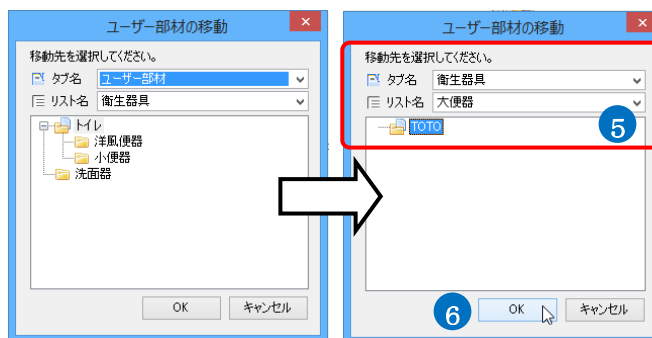 ユーザー部材の移動
移動先を選択してください。
タブ名 ユーザー部材
リスト名 衛生器具
トイレ
洋風便器
小便器
洗面器
OK キャンセル
ユーザー部材の移動
移動先を選択してください。
タブ名 衛生器具
リスト名 大便器
5
TOTO
6
OK キャンセル